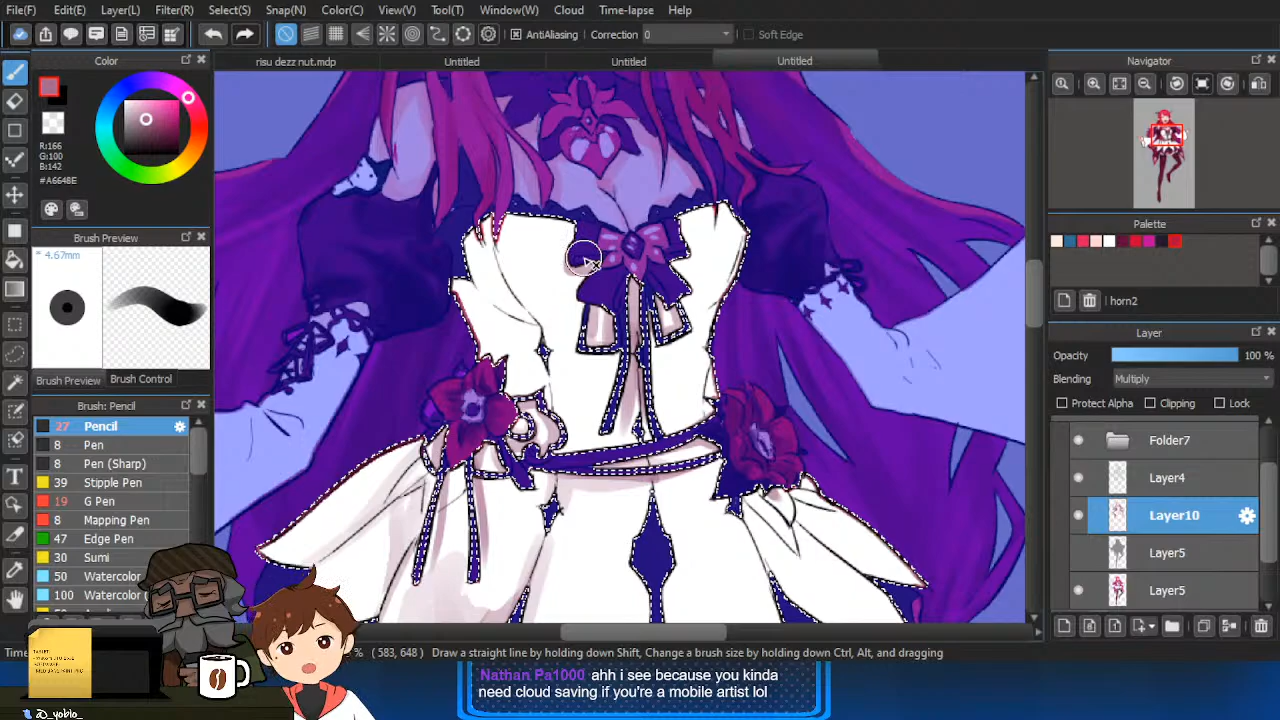 File(F) Edit(E) Layer(L) Filter(R) Select(S) Snap(N) Color(C) View(V) Tool(T) Window(W) Cloud Time-lapse Help
AntiAliasing Correction 0 Soft Edge
Color
risu dezz nut.mdp Untitled Untitled Untitled
Navigator
R:166
G:100
B:142
#A6648E
Brush Preview
* 4.67mm
Palette
horn2
Layer
Opacity 100 %
Blending Multiply
Protect Alpha Clipping Lock
Brush Preview Brush Control
Brush: Pencil
27 Pencil
8 Pen
8 Pen (Sharp)
39 Stipple Pen
19 G Pen
8 Mapping Pen
47 Edge Pen
30 Sumi
50 Watercolor
100 Watercolor
Folder7
Layer4
Layer10
Layer5
Layer5
% ( 583, 648 ) Draw a straight line by holding down Shift, Change a brush size by holding down Ctrl, Alt, and dragging
Nathan Pa1000 ahh i see because you kinda
need cloud saving if you're a mobile artist lol